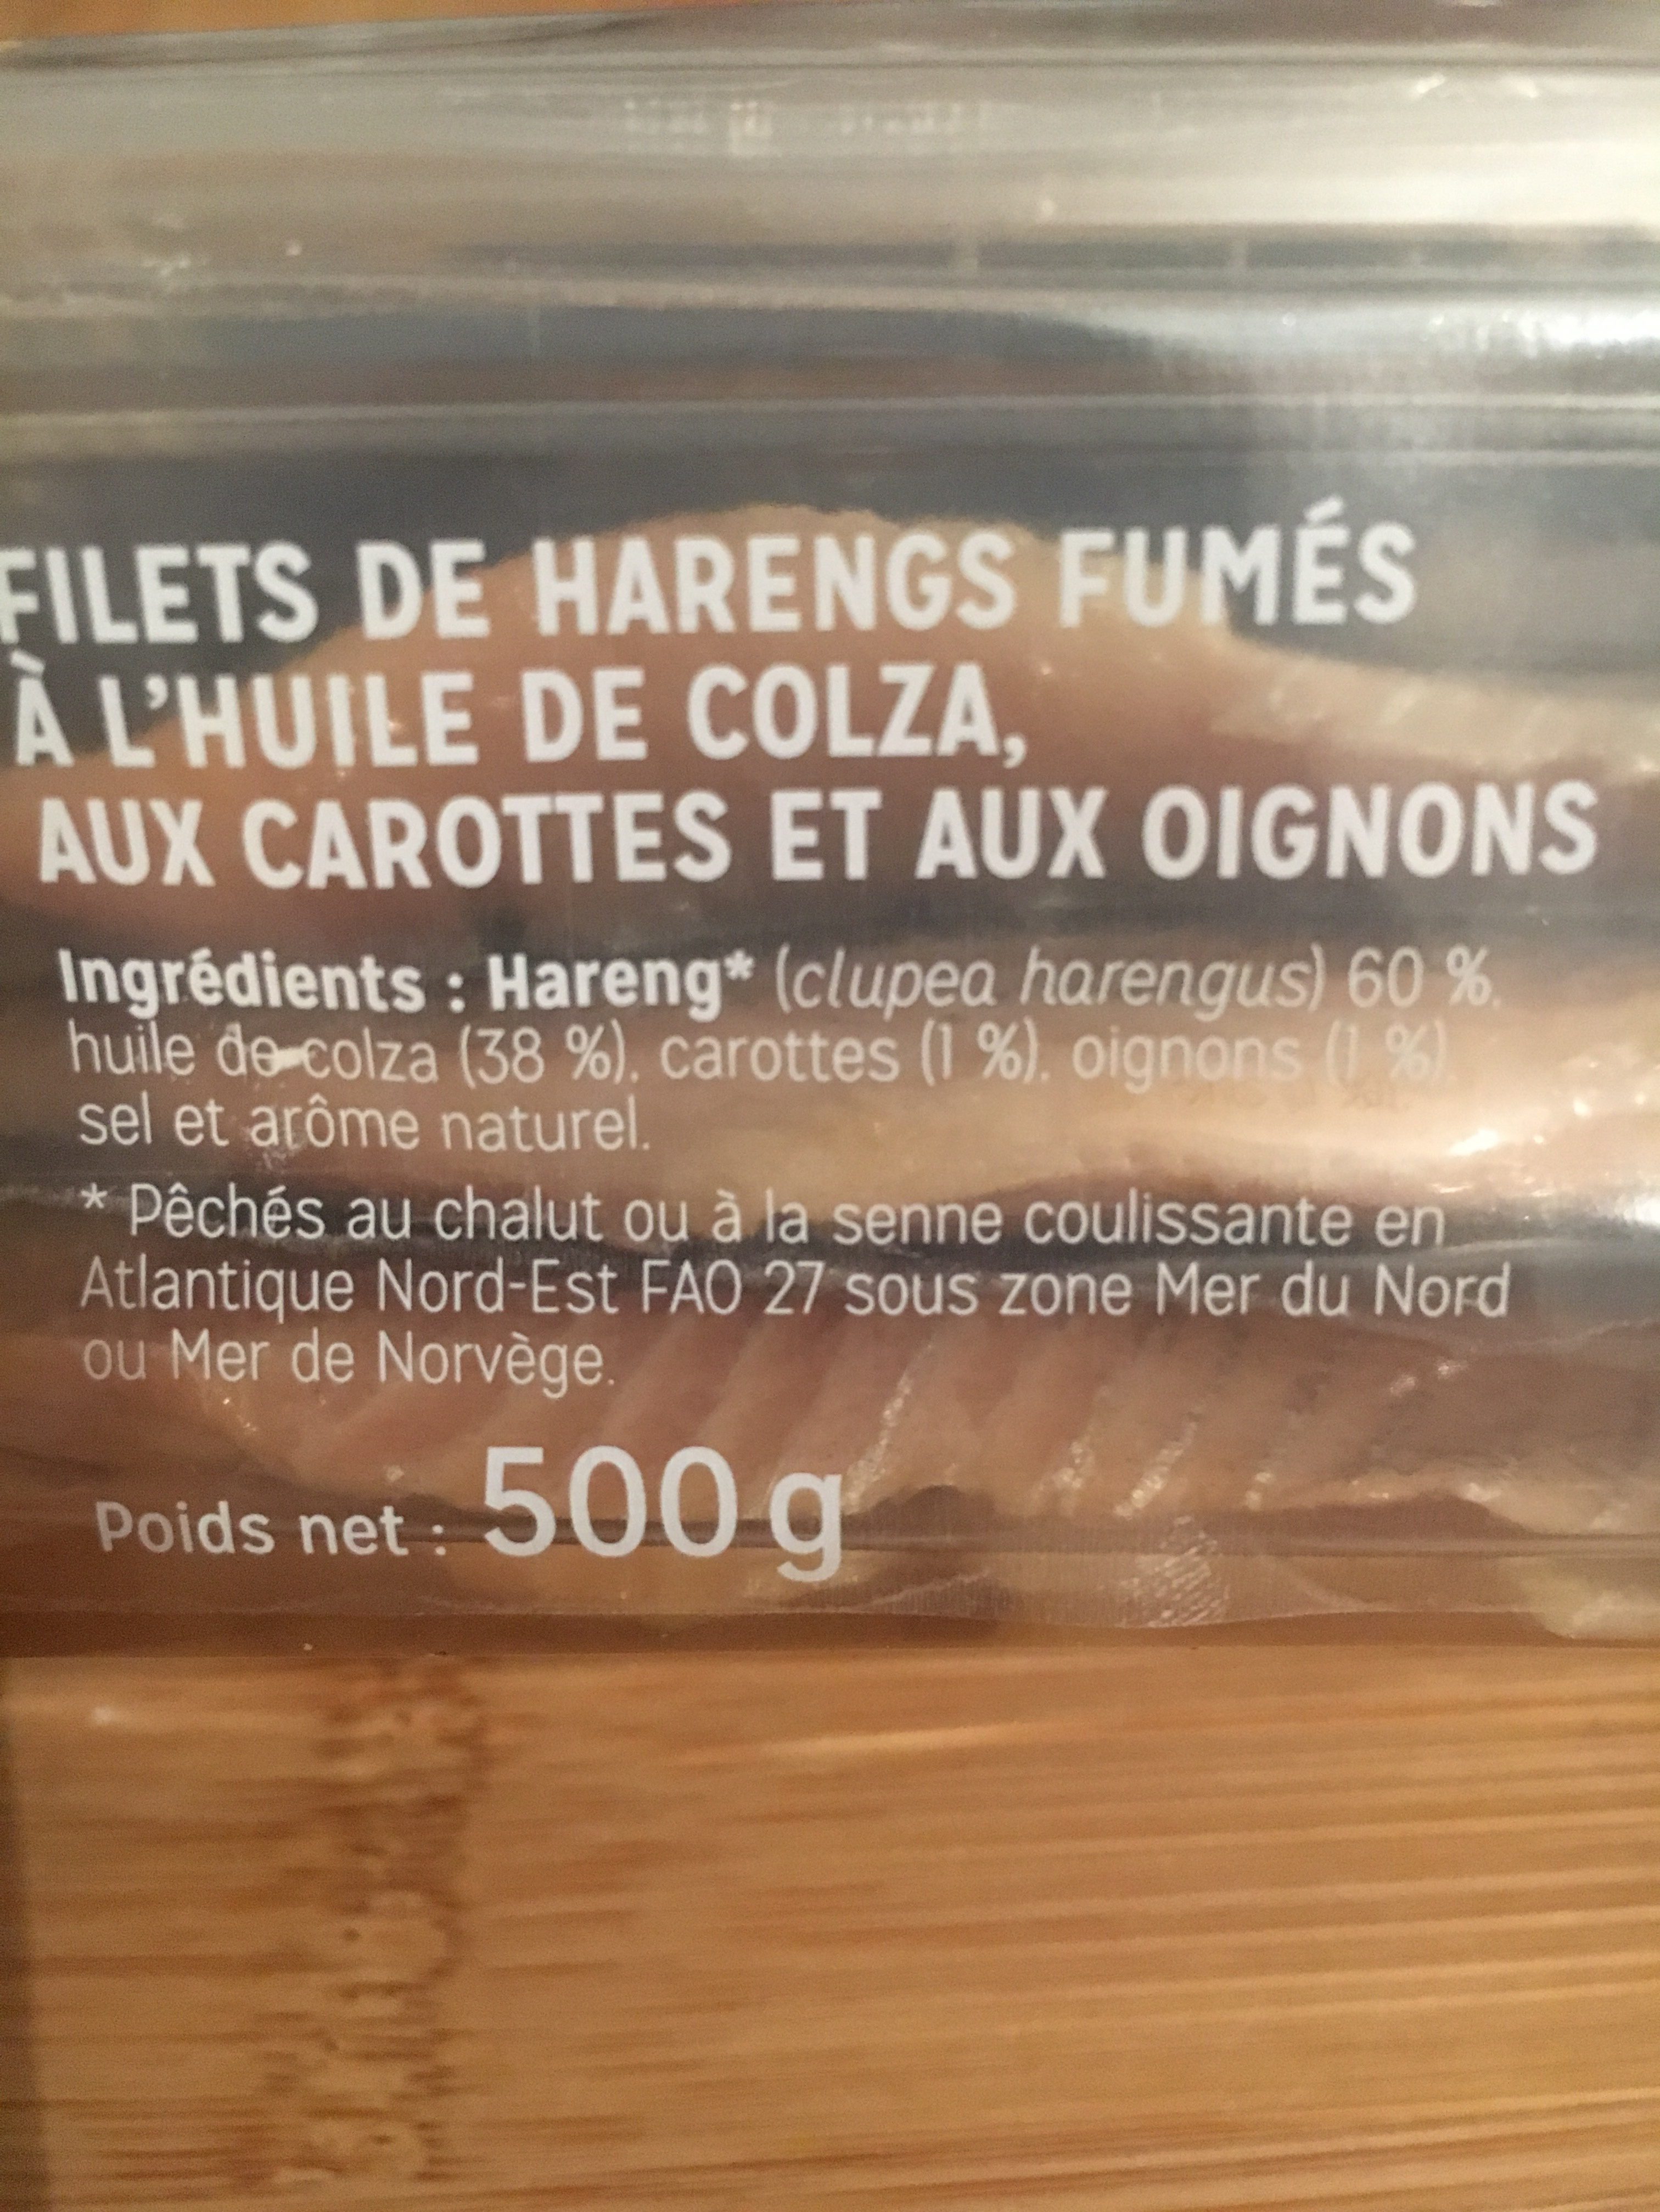 FILETS DE HARENGS FUMÉS
À L'HUILE DE COLZA,
AUX CAROTTES ET AUX OIGNONS
Ingrédients : Hareng* (clupea harengus) 60 %,
huile de colza (38 %), carottes (1 %), oignons (1 %)
sel et arôme naturel.
* Pêchés au chalut ou à la senne coulissante en
Atlantique Nord-Est FAO 27 sous zone Mer du Nord
ou Mer de Norvège.
Poids net : 500 g